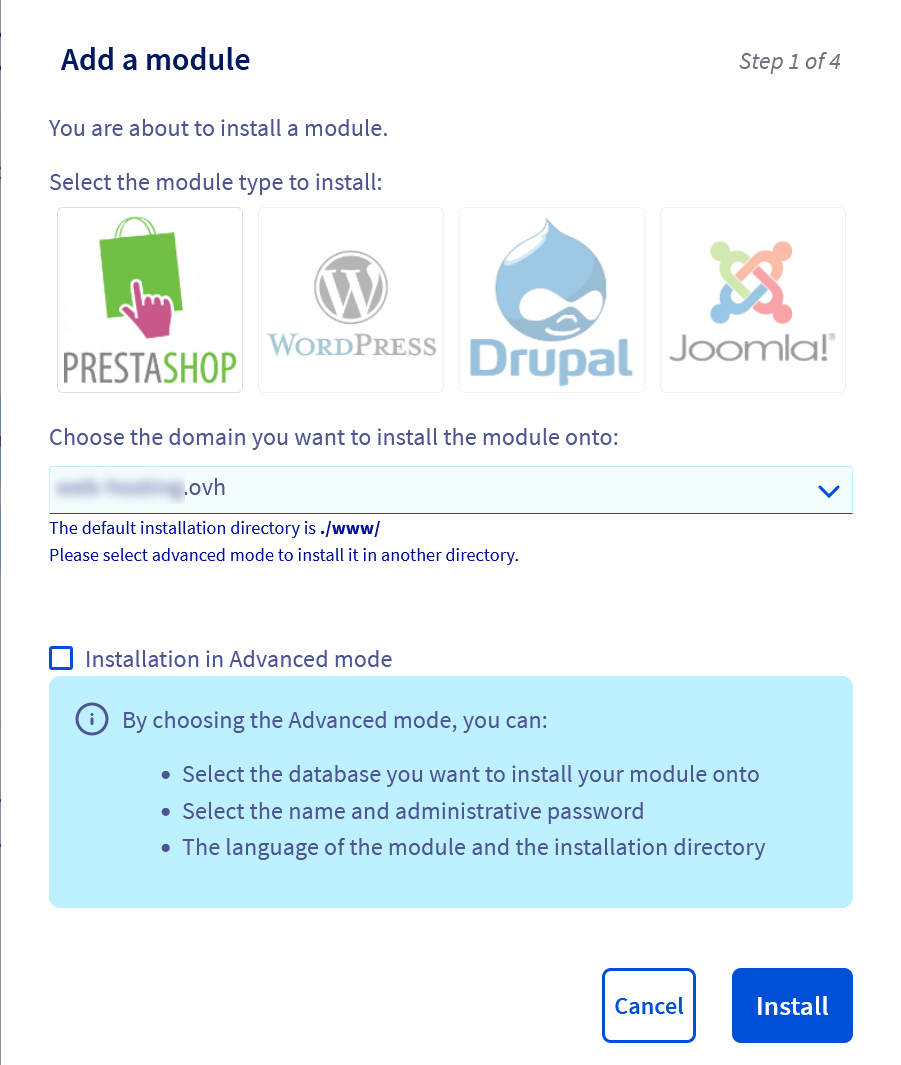 Add a module
Step 1 of 4
You are about to install a module.
Select the module type to install:
PRESTASHOP
WORDPRESS
Drupal
Joomla!®
Choose the domain you want to install the module onto:
.ovh
The default installation directory is ./www/
Please select advanced mode to install it in another directory.
Installation in Advanced mode
By choosing the Advanced mode, you can:
• Select the database you want to install your module onto
• Select the name and administrative password
• The language of the module and the installation directory
Cancel
Install